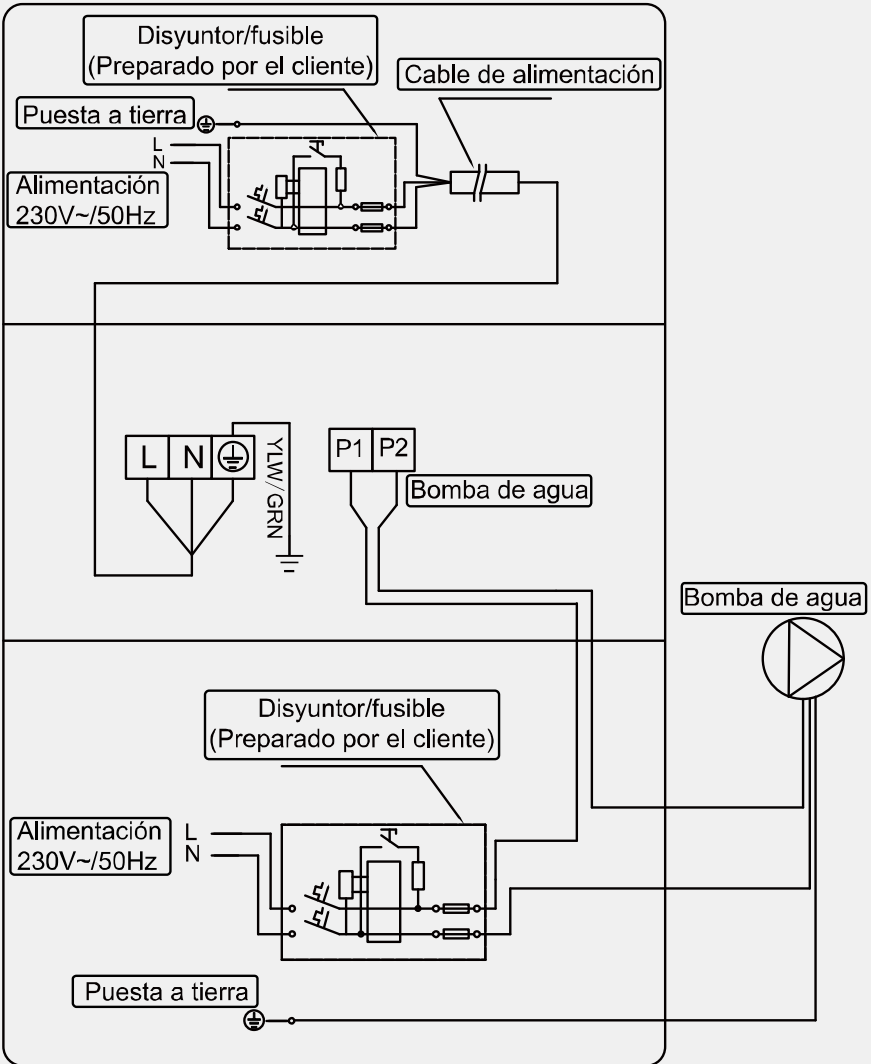 Disyuntor/fusible
(Preparado por el cliente)
Cable de alimentación
Puesta a tierra
L
N
Alimentación
230V~/50Hz
L N
YLW/GRN
P1 P2
Bomba de agua
Bomba de agua
Disyuntor/fusible
(Preparado por el cliente)
Alimentación
230V~/50Hz
L
N
Puesta a tierra